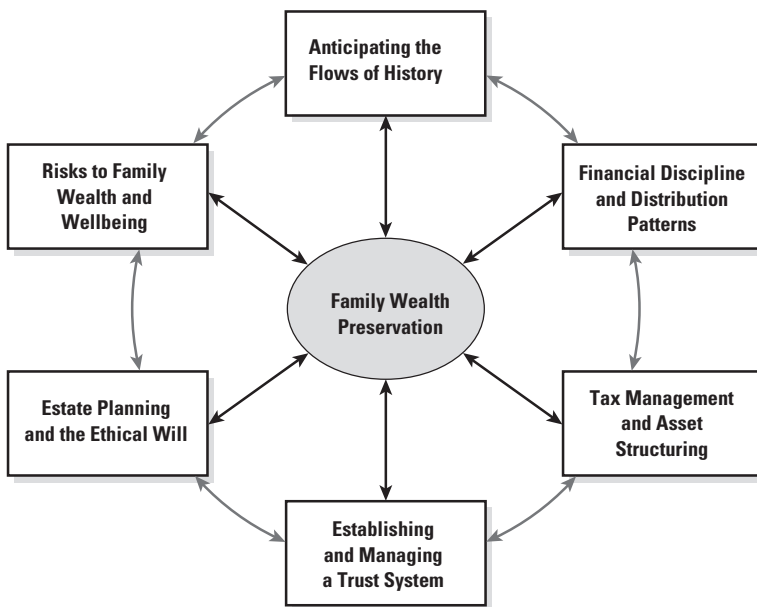 Anticipating the
Flows of History
Risks to Family
Wealth and
Wellbeing
Financial Discipline
and Distribution
Patterns
Family Wealth
Preservation
Estate Planning
and the Ethical Will
Tax Management
and Asset
Structuring
Establishing
and Managing
a Trust System